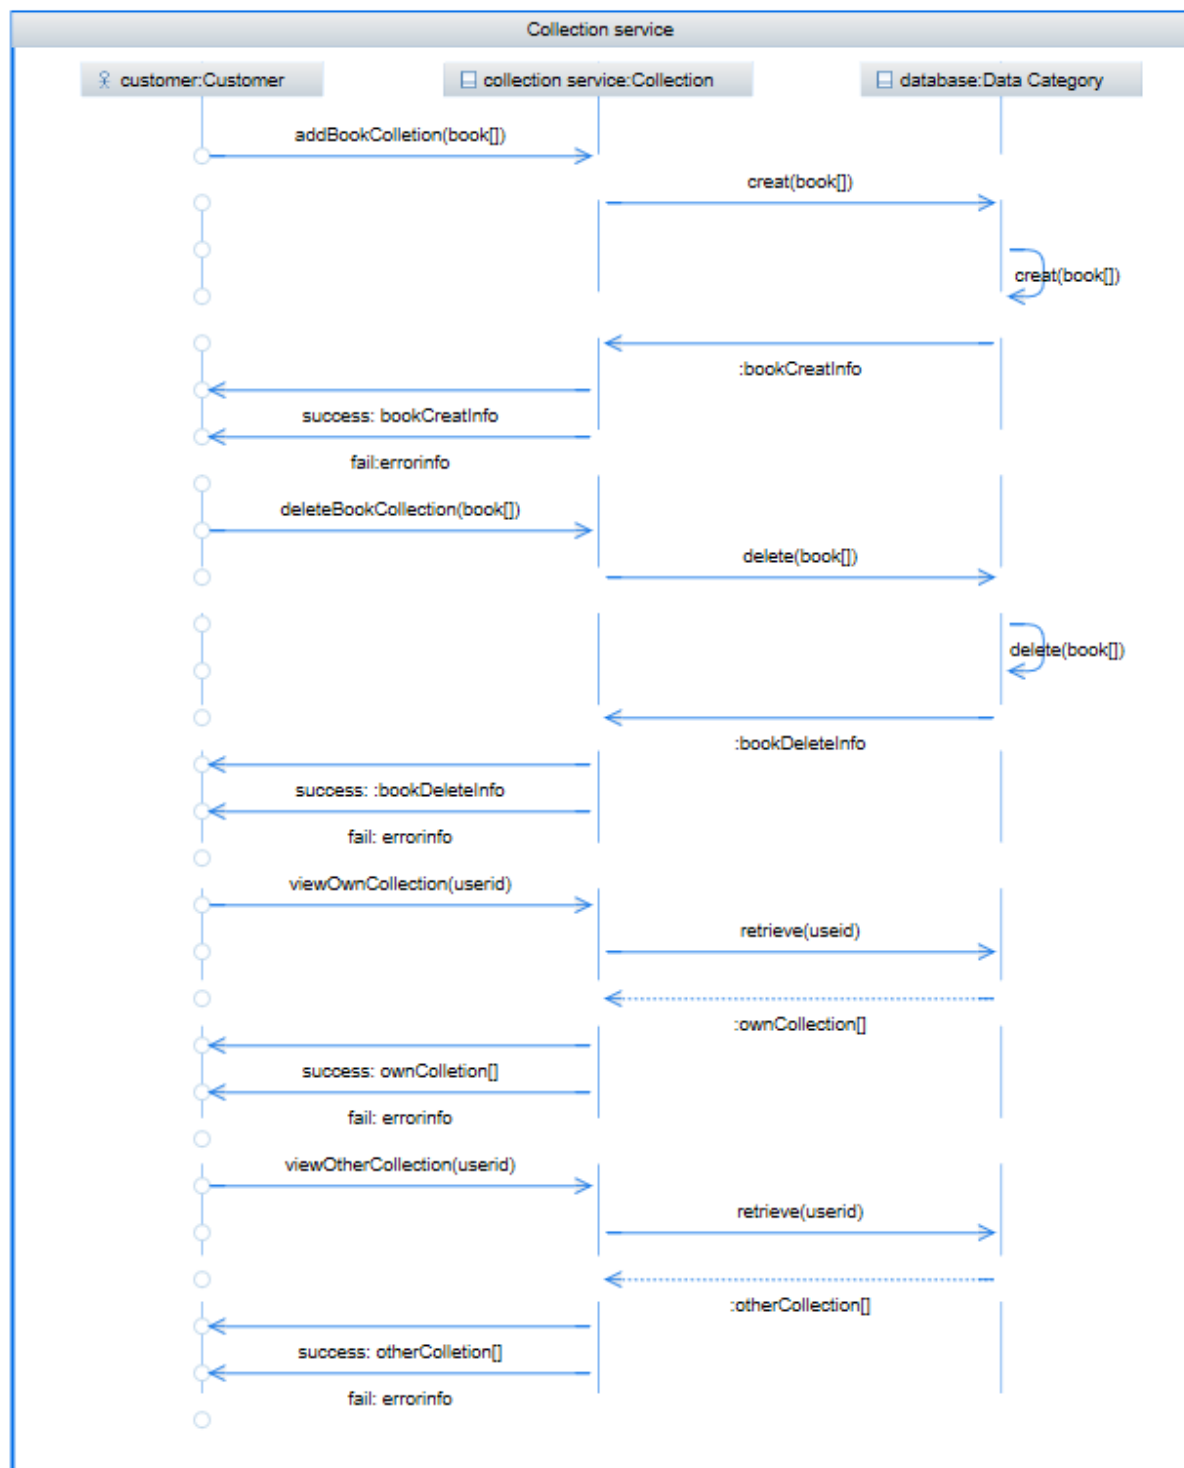 Collection service
customer:Customer
collection service:Collection
database:Data Category
addBookColletion(book[])
creat(book[])
creat(book[])
:bookCreatInfo
success: bookCreatInfo
fail:errorinfo
deleteBookCollection(book[])
delete(book[])
delete(book[])
:bookDeleteInfo
success: :bookDeleteInfo
fail: errorinfo
viewOwnCollection(userid)
retrieve(useid)
:ownCollection[]
success: ownColletion[]
fail: errorinfo
viewOtherCollection(userid)
retrieve(userid)
:otherCollection[]
success: otherColletion[]
fail: errorinfo